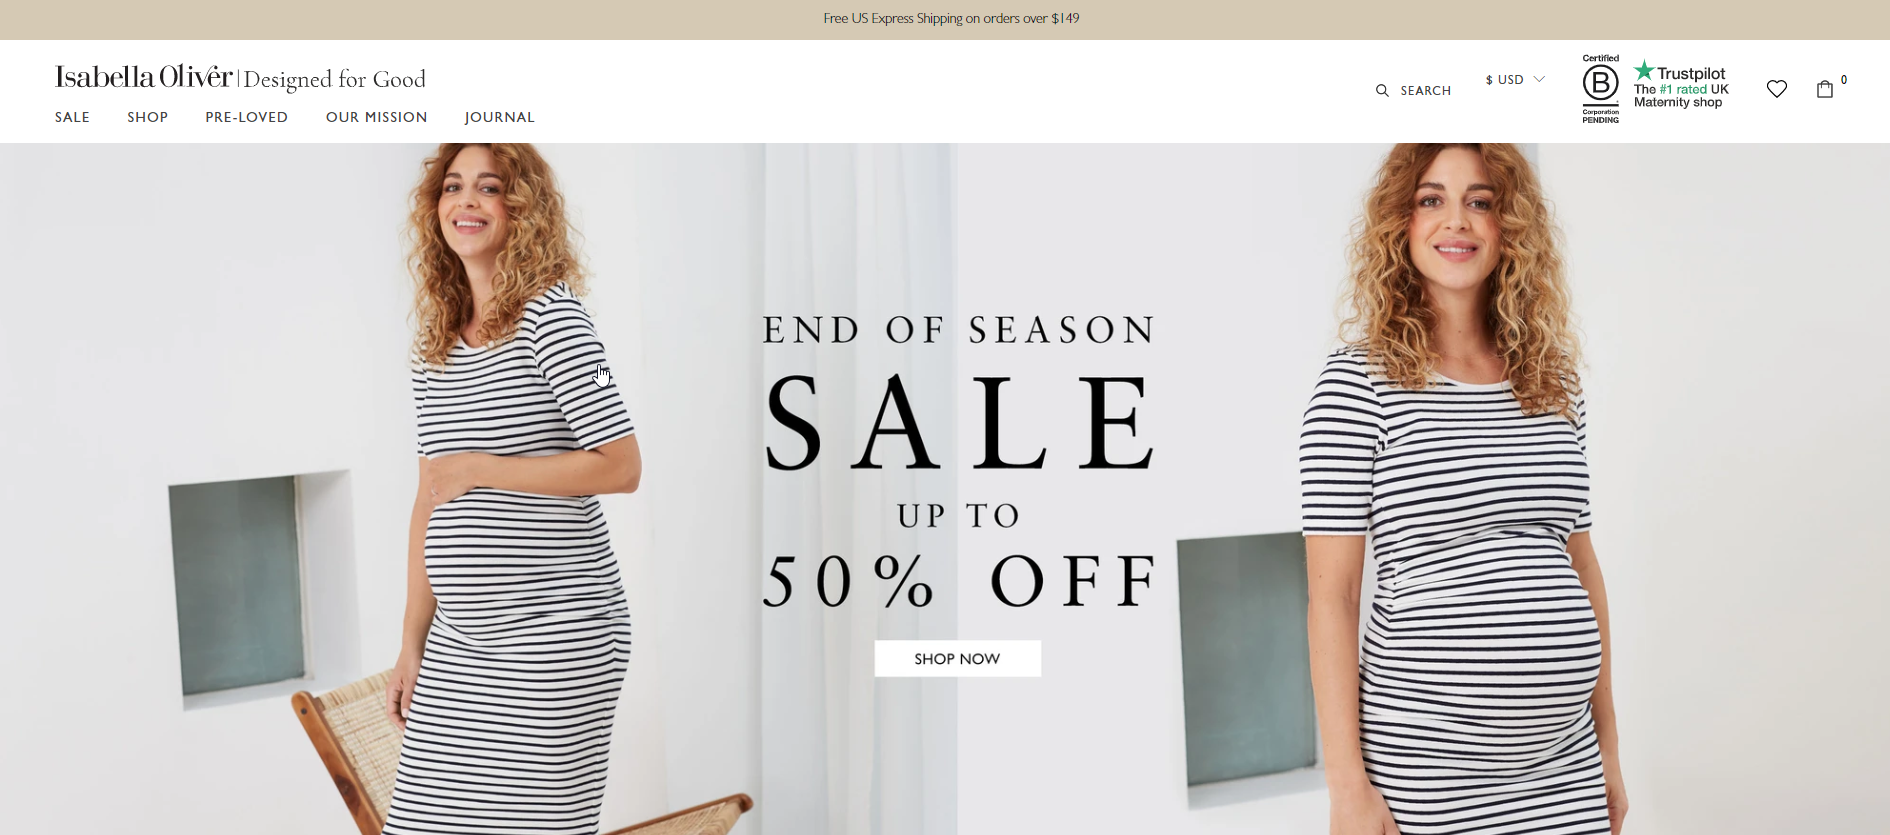 Free US Express Shipping on orders over $149
Isabella Oliver | Designed for Good
SEARCH
$ USD
Certified
B
Corporation
PENDING
Trustpilot
The #1 rated UK
Maternity shop
0
SALE SHOP PRE-LOVED OUR MISSION JOURNAL
END OF SEASON
SALE
UP TO
50% OFF
SHOP NOW